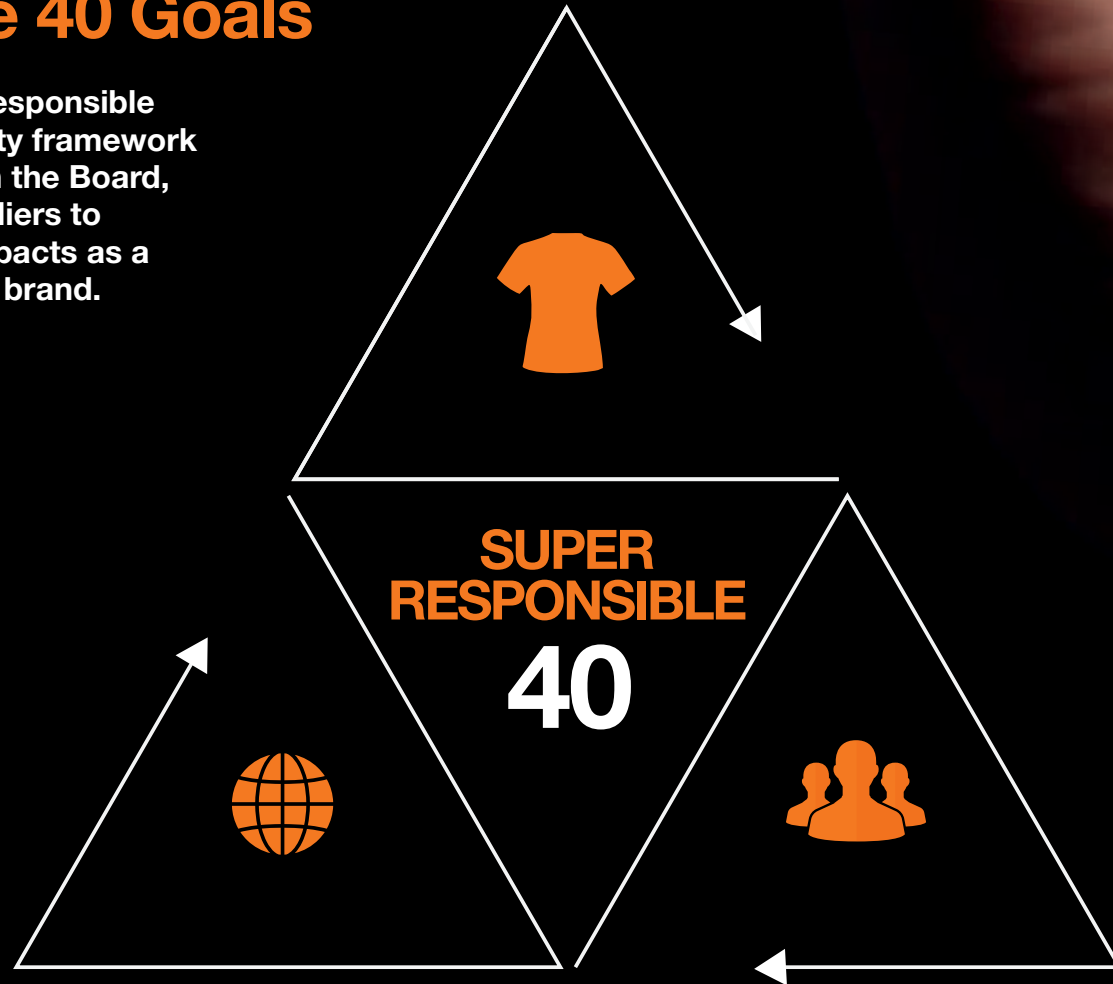 e 40 Goals
esponsible
ty framework
the Board,
liers to
pacts as a
brand.
SUPER
RESPONSIBLE
40